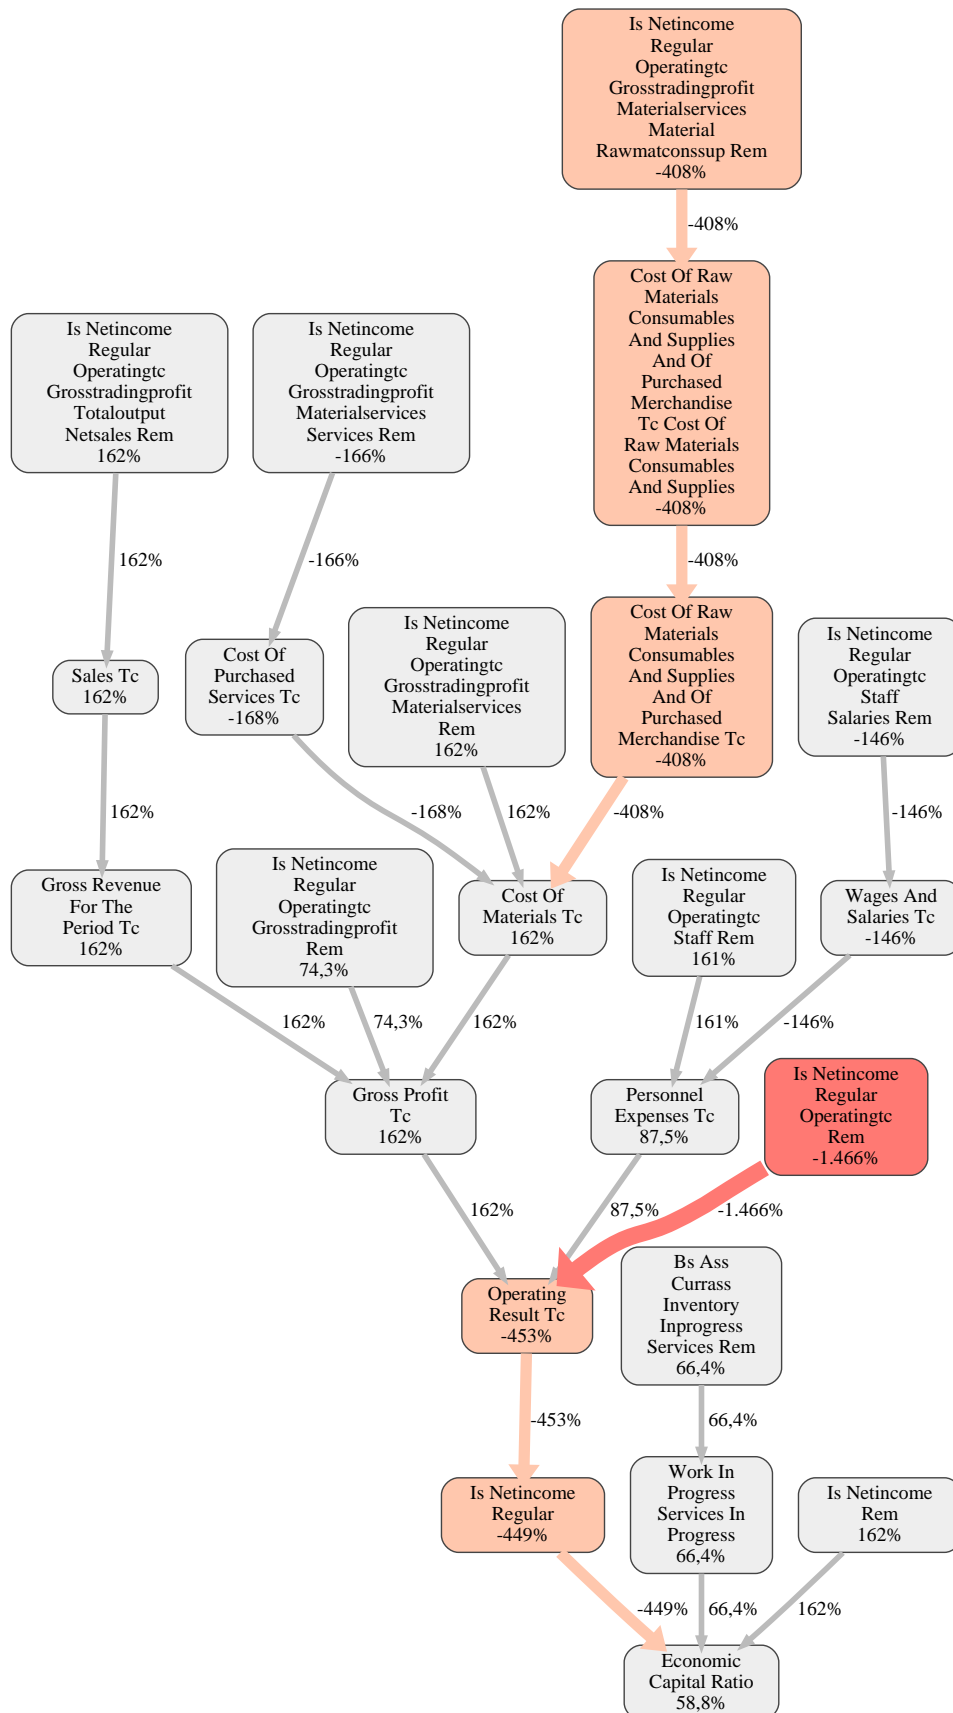 Is Netincome
Regular
Operatingtc
Grosstradingprofit
Materialservices
Material
Rawmatconssup Rem
-408%
-408%
Cost Of Raw
Materials
Consumables
And Supplies
And Of
Purchased
Merchandise
Tc Cost Of
Raw Materials
Consumables
And Supplies
-408%
Is Netincome
Regular
Operatingtc
Grosstradingprofit
Totaloutput
Netsales Rem
162%
Is Netincome
Regular
Operatingtc
Grosstradingprofit
Materialservices
Services Rem
-166%
162%
-166%
-408%
Sales Tc
162%
Cost Of
Purchased
Services Tc
-168%
Is Netincome
Regular
Operatingtc
Grosstradingprofit
Materialservices
Rem
162%
Cost Of Raw
Materials
Consumables
And Supplies
And Of
Purchased
Merchandise Tc
-408%
Is Netincome
Regular
Operatingtc
Staff
Salaries Rem
-146%
162%
-168%
162%
-408%
-146%
Gross Revenue
For The
Period Tc
162%
Is Netincome
Regular
Operatingtc
Grosstradingprofit
Rem
74,3%
Cost Of
Materials Tc
162%
Is Netincome
Regular
Operatingtc
Staff Rem
161%
Wages And
Salaries Tc
-146%
162%
74,3%
162%
161%
-146%
Gross Profit
Tc
162%
Personnel
Expenses Tc
87,5%
Is Netincome
Regular
Operatingtc
Rem
-1.466%
162%
87,5%
-1.466%
Operating
Result Tc
-453%
Bs Ass
Currass
Inventory
Inprogress
Services Rem
66,4%
-453%
66,4%
Is Netincome
Regular
-449%
Work In
Progress
Services In
Progress
66,4%
Is Netincome
Rem
162%
-449%
66,4%
162%
Economic
Capital Ratio
58,8%